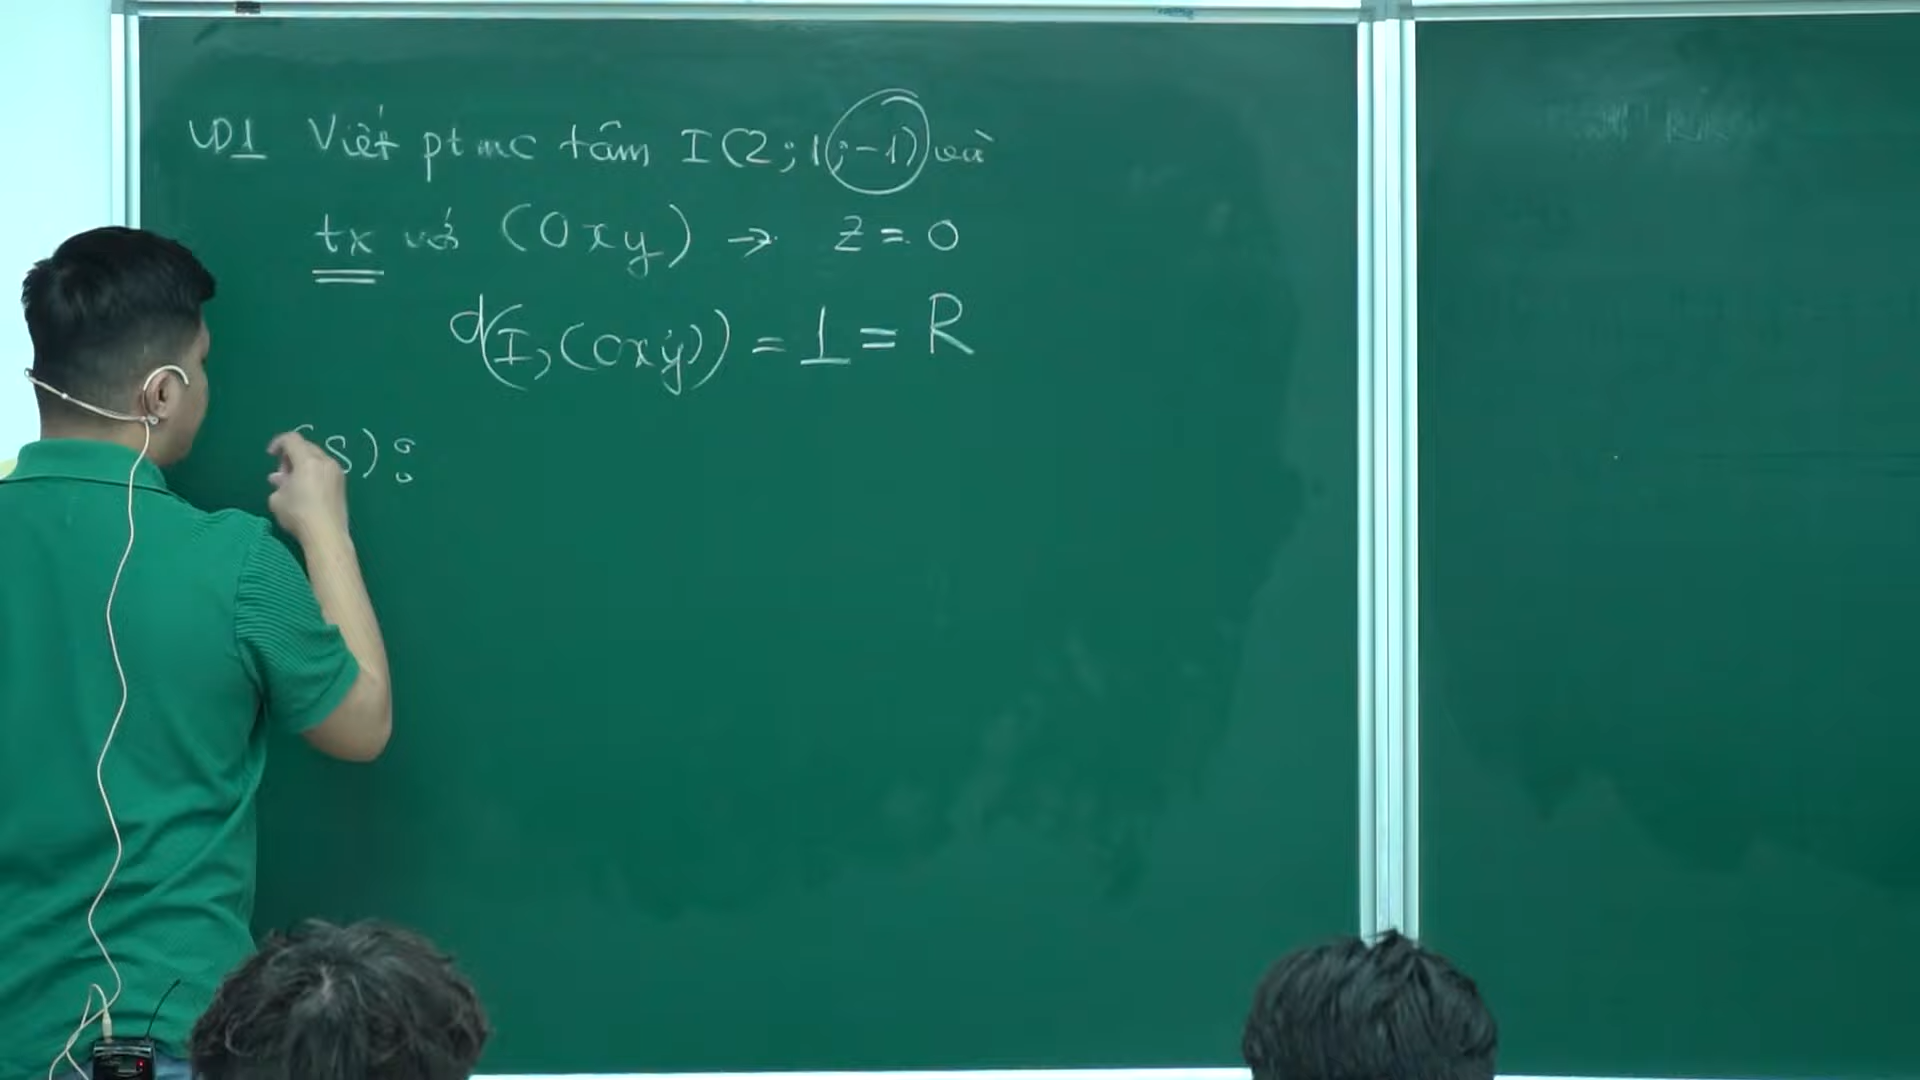 VD1 Viết pt mc tâm I(2;1;-1) và
tx với (Oxy) → z = 0
d(I,(Oxy)) = 1 = R
(S):